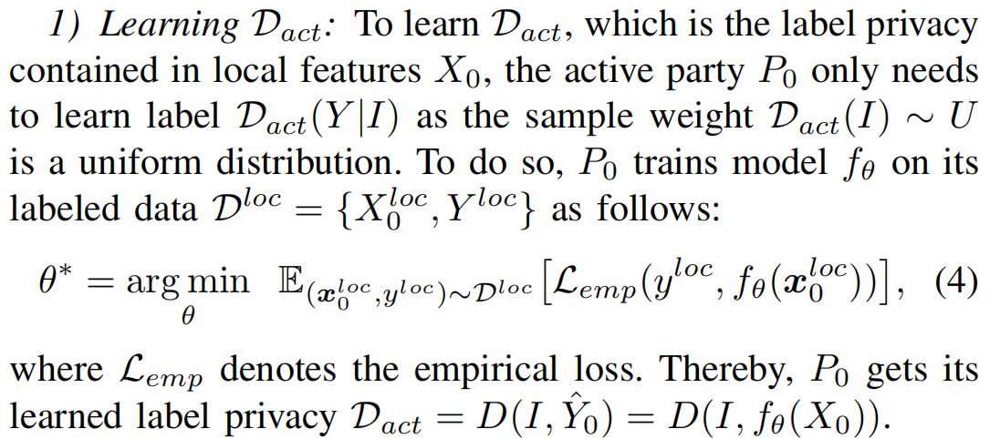 1) Learning $\mathcal{D}_{act}$: To learn $\mathcal{D}_{act}$, which is the label privacy
contained in local features $X_0$, the active party $P_0$ only needs
to learn label $\mathcal{D}_{act}(Y|I)$ as the sample weight $\mathcal{D}_{act}(I) \sim U$
is a uniform distribution. To do so, $P_0$ trains model $f_\theta$ on its
labeled data $\mathcal{D}^{loc} = \{X_0^{loc}, Y^{loc}\}$ as follows:
$\theta^* = \underset{\theta}{\arg\min} \ \mathbb{E}_{(\boldsymbol{x}_0^{loc}, y^{loc}) \sim \mathcal{D}^{loc}} [\mathcal{L}_{emp}(y^{loc}, f_\theta(\boldsymbol{x}_0^{loc}))]$, (4)
where $\mathcal{L}_{emp}$ denotes the empirical loss. Thereby, $P_0$ gets its
learned label privacy $\mathcal{D}_{act} = D(I, \hat{Y}_0) = D(I, f_\theta(X_0))$.